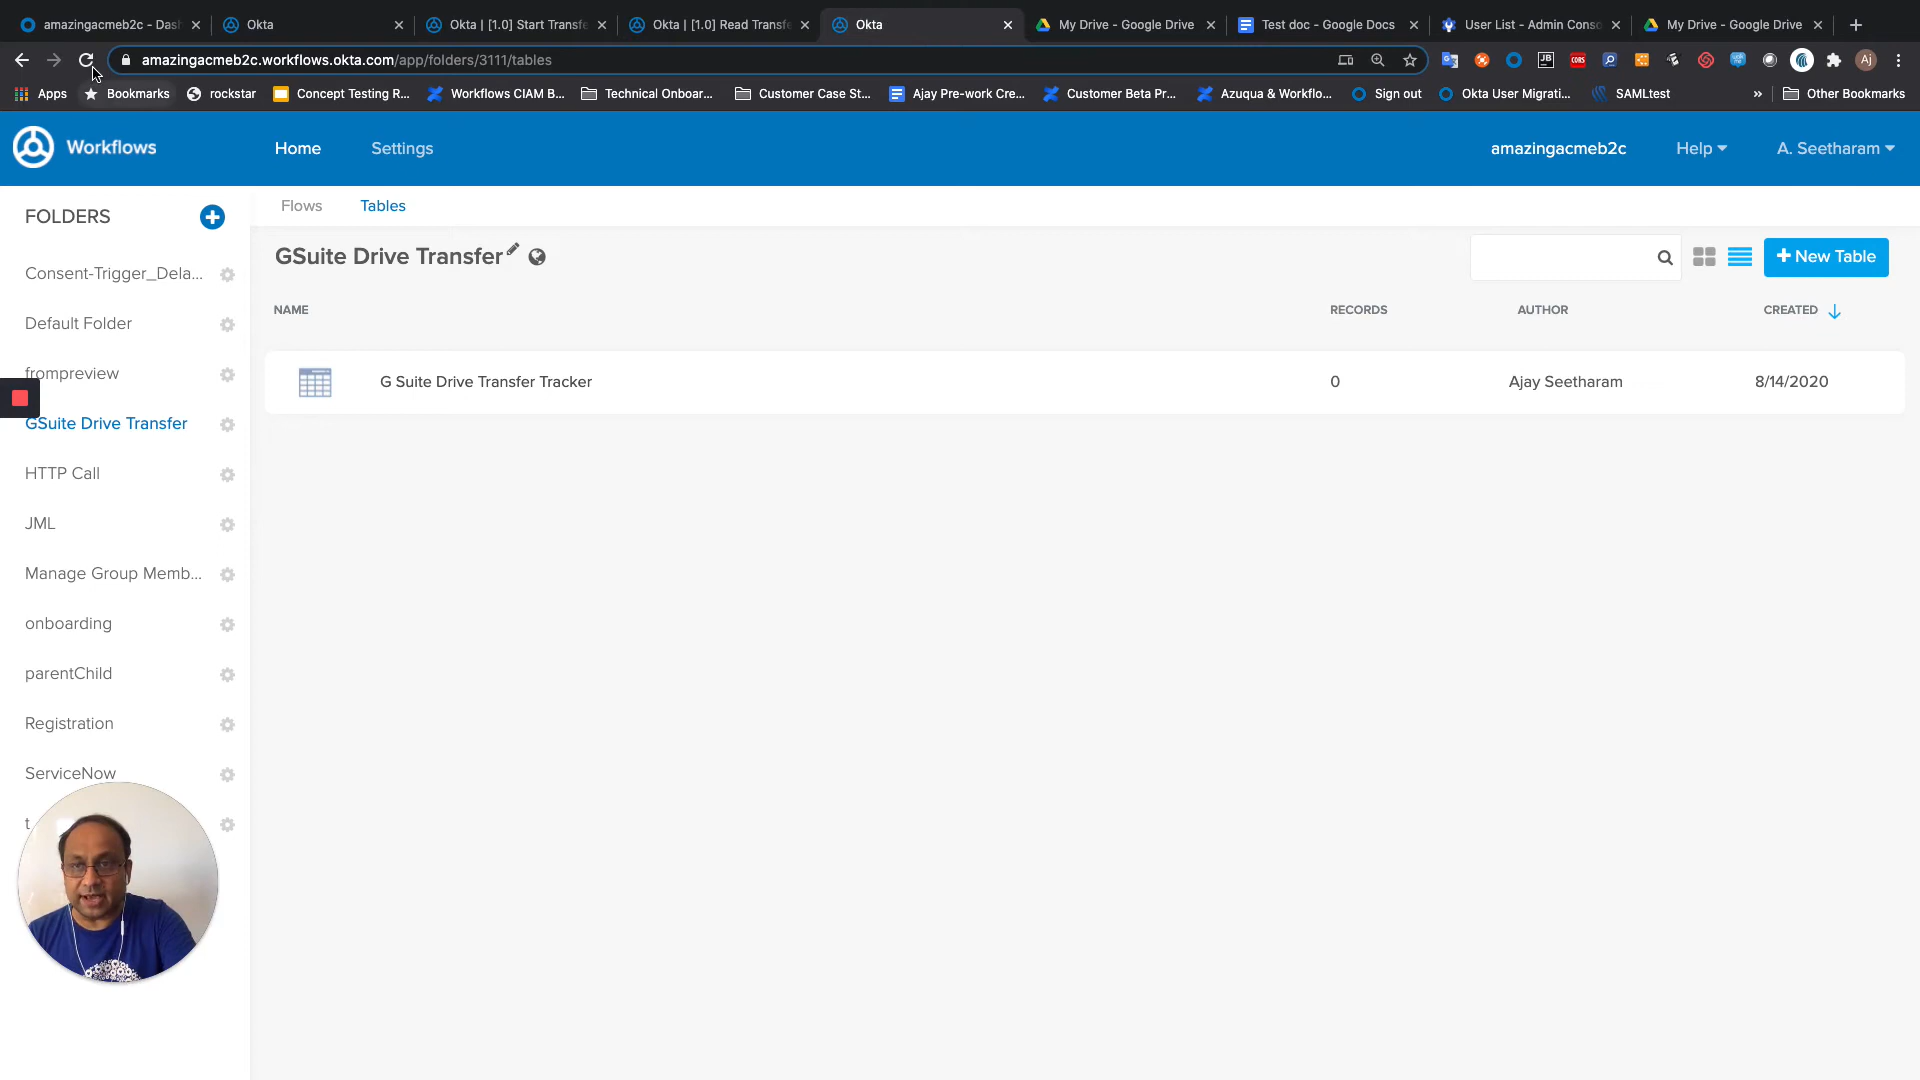 amazingacmeb2c - Das
Okta
Okta | [1.0] Start Transfe
Okta | [1.0] Read Transfe
Okta
My Drive - Google Drive
Test doc - Google Docs
User List - Admin Conso
My Drive - Google Drive
amazingacmeb2c.workflows.okta.com/app/folders/3111/tables
Apps
Bookmarks
rockstar
Concept Testing R...
Workflows CIAM B...
Technical Onboar...
Customer Case St...
Ajay Pre-work Cre...
Customer Beta Pr...
Azuqua & Workflo...
Sign out
Okta User Migrati...
SAMLtest
»
Other Bookmarks
Workflows
Home
Settings
amazingacmeb2c
Help
A. Seetharam
FOLDERS
Consent-Trigger_Dela...
Default Folder
frompreview
GSuite Drive Transfer
HTTP Call
JML
Manage Group Memb...
onboarding
parentChild
Registration
ServiceNow
t
Flows
Tables
GSuite Drive Transfer
+ New Table
NAME
RECORDS
AUTHOR
CREATED
G Suite Drive Transfer Tracker
0
Ajay Seetharam
8/14/2020